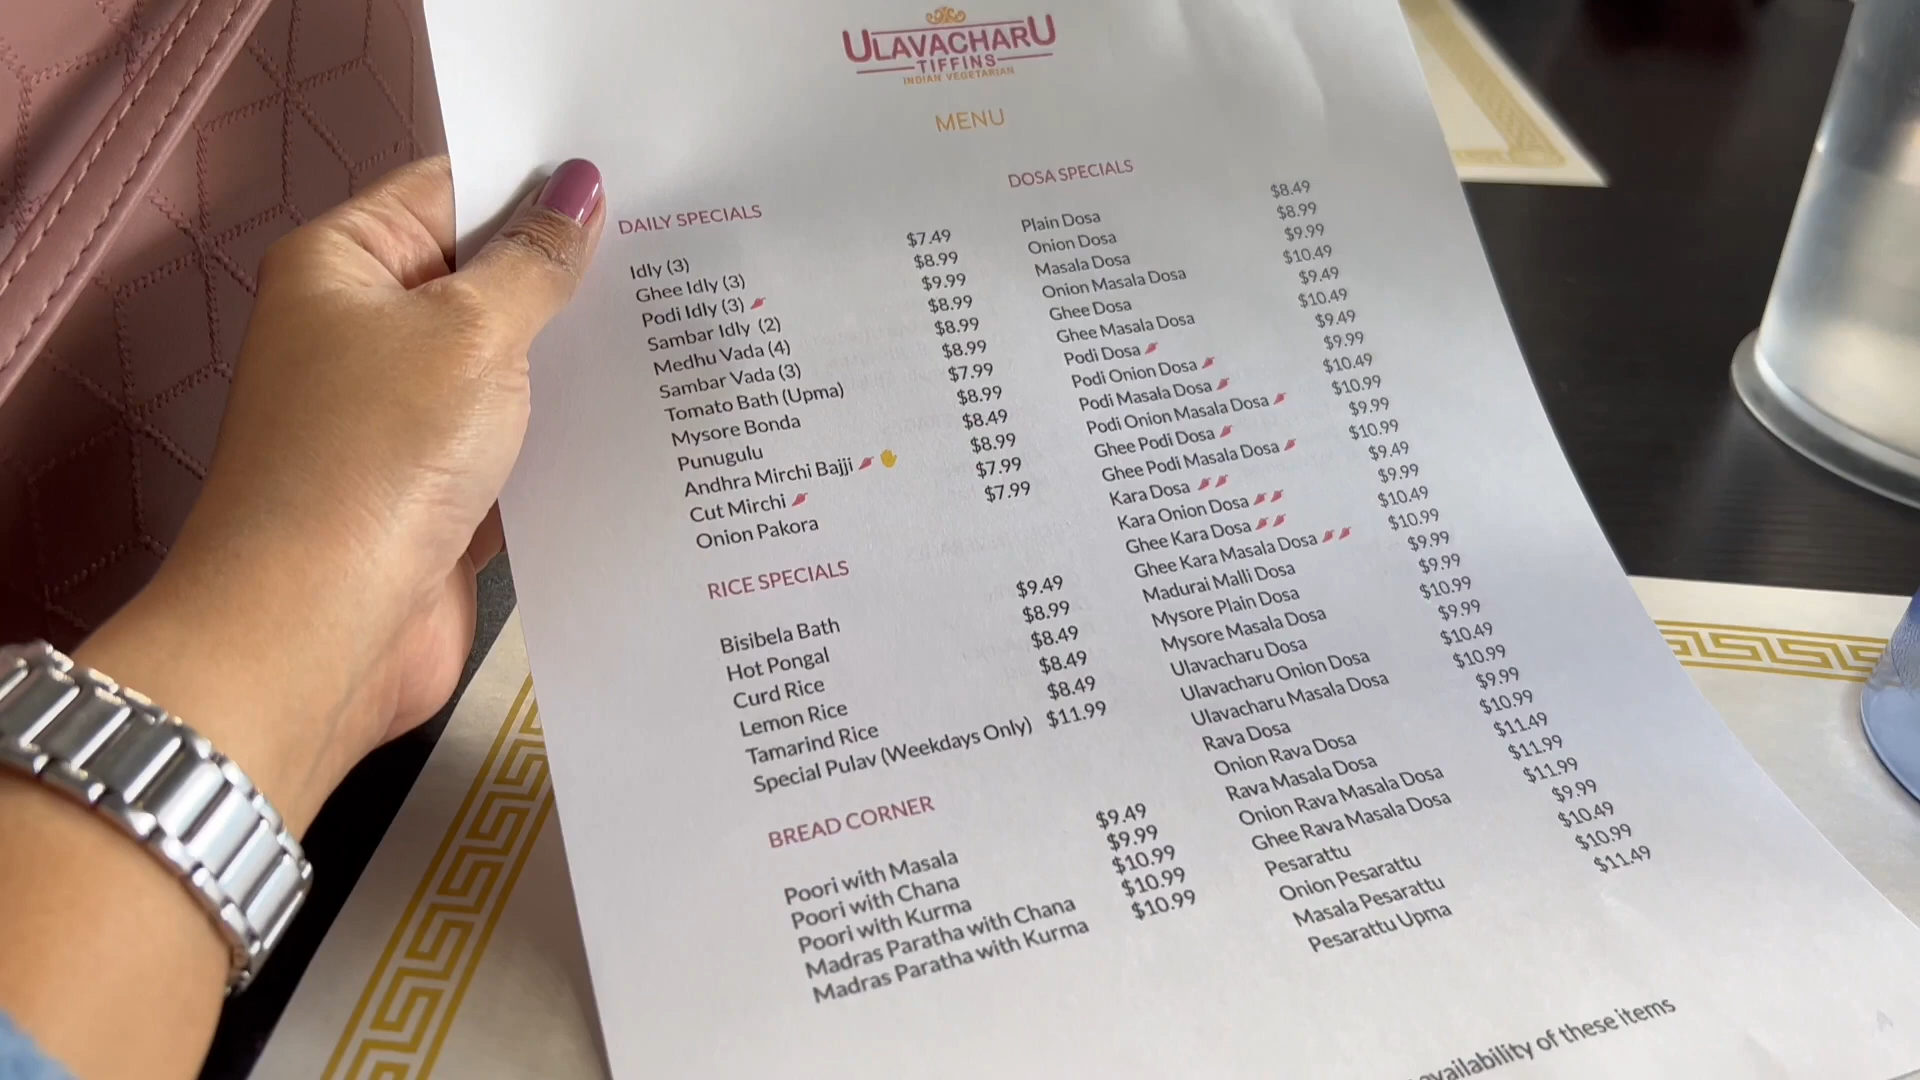 ULAVACHARU
TIFFINS
INDIAN VEGETARIAN
MENU
DAILY SPECIALS
Idly (3) $7.49
Ghee Idly (3) $8.99
Podi Idly (3) $9.99
Sambar Idly (2) $8.99
Medhu Vada (4) $8.99
Sambar Vada (3) $8.99
Tomato Bath (Upma) $7.99
Mysore Bonda $8.99
Punugulu $8.49
Andhra Mirchi Bajji $8.99
Cut Mirchi $7.99
Onion Pakora $7.99
RICE SPECIALS
Bisibela Bath $9.49
Hot Pongal $8.99
Curd Rice $8.49
Lemon Rice $8.49
Tamarind Rice $8.49
Special Pulav (Weekdays Only) $11.99
BREAD CORNER
Poori with Masala $9.49
Poori with Chana $9.99
Poori with Kurma $10.99
Madras Paratha with Chana $10.99
Madras Paratha with Kurma $10.99
DOSA SPECIALS
Plain Dosa $8.49
Onion Dosa $8.99
Masala Dosa $9.99
Onion Masala Dosa $10.49
Ghee Dosa $9.49
Ghee Masala Dosa $10.49
Podi Dosa $9.49
Podi Onion Dosa $9.99
Podi Masala Dosa $10.49
Podi Onion Masala Dosa $10.99
Ghee Podi Dosa $9.99
Ghee Podi Masala Dosa $10.99
Kara Dosa $9.49
Kara Onion Dosa $9.99
Ghee Kara Dosa $10.49
Ghee Kara Masala Dosa $10.99
Madurai Malli Dosa $9.99
Mysore Plain Dosa $9.99
Mysore Masala Dosa $10.99
Ulavacharu Dosa $9.99
Ulavacharu Onion Dosa $10.49
Ulavacharu Masala Dosa $10.99
Rava Dosa $9.99
Onion Rava Dosa $10.99
Rava Masala Dosa $11.49
Onion Rava Masala Dosa $11.99
Ghee Rava Masala Dosa $11.99
Pesarattu $9.99
Onion Pesarattu $10.49
Masala Pesarattu $10.99
Pesarattu Upma $11.49
of these items